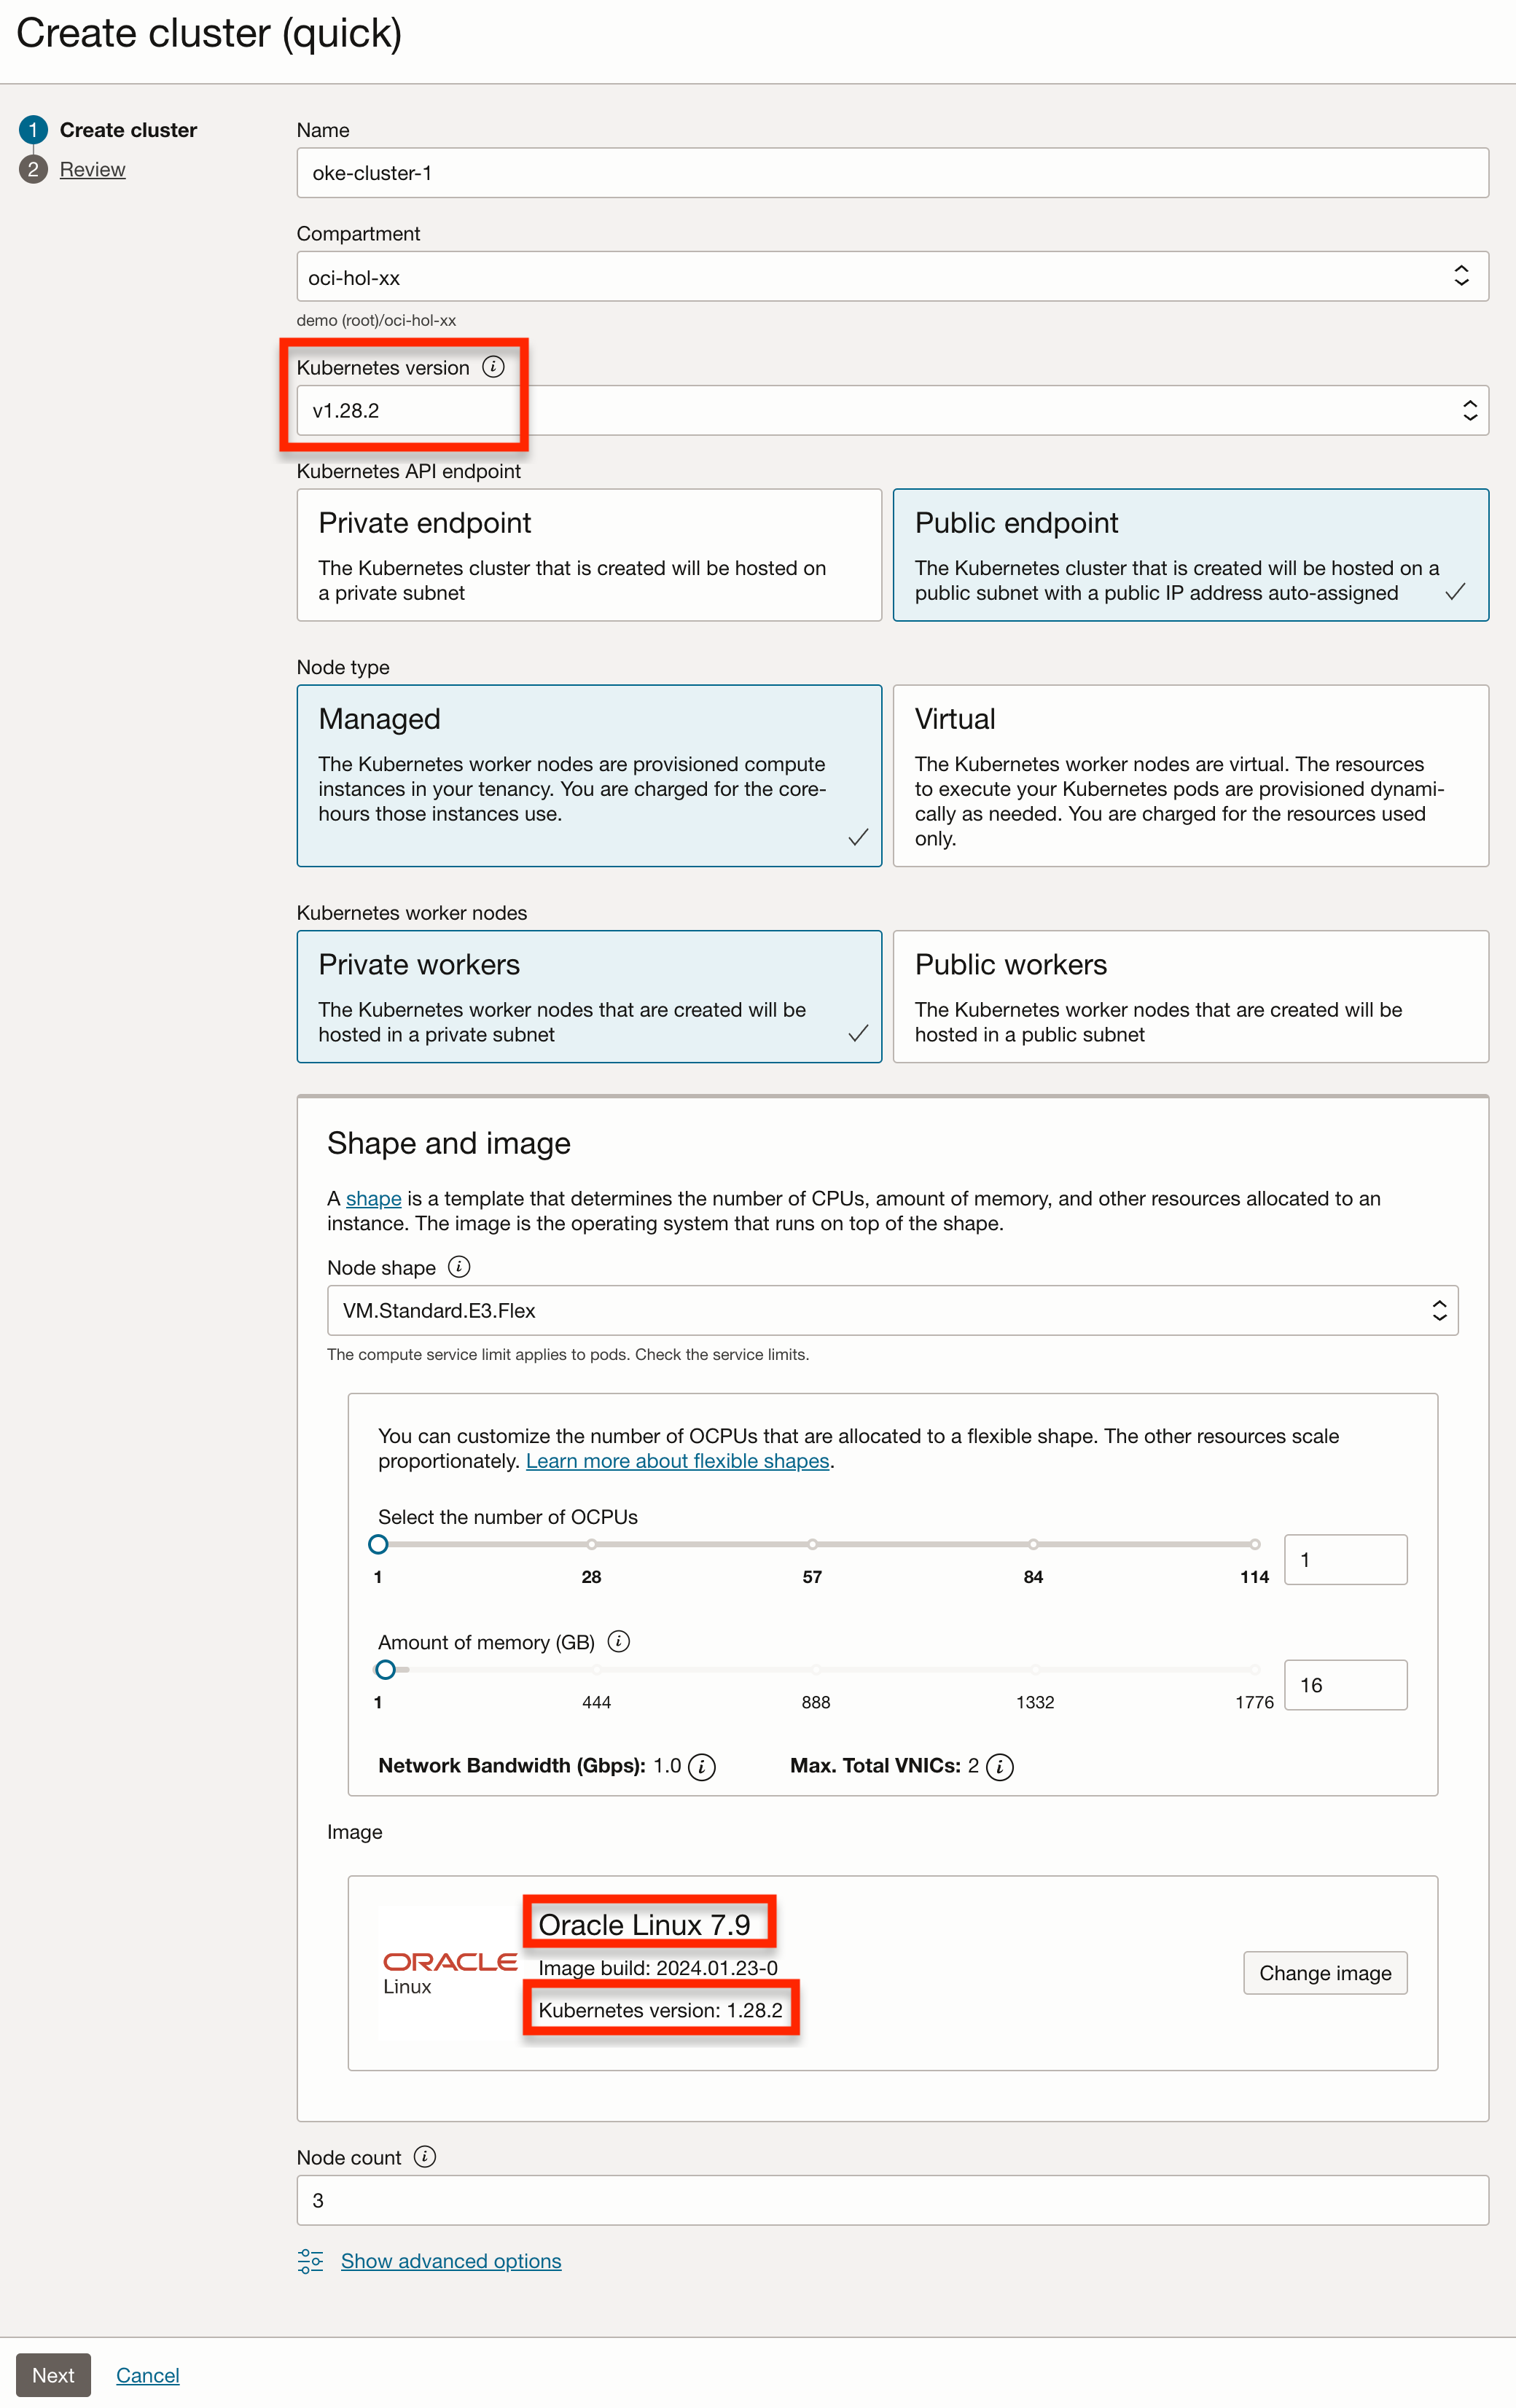 Create cluster (quick)
1 Create cluster
2 Review
Name
oke-cluster-1
Compartment
oci-hol-xx
demo (root)/oci-hol-xx
Kubernetes version i
v1.28.2
Kubernetes API endpoint
Private endpoint
The Kubernetes cluster that is created will be hosted on
a private subnet
Public endpoint
The Kubernetes cluster that is created will be hosted on a
public subnet with a public IP address auto-assigned
Node type
Managed
The Kubernetes worker nodes are provisioned compute
instances in your tenancy. You are charged for the core-
hours those instances use.
Virtual
The Kubernetes worker nodes are virtual. The resources
to execute your Kubernetes pods are provisioned dynami-
cally as needed. You are charged for the resources used
only.
Kubernetes worker nodes
Private workers
The Kubernetes worker nodes that are created will be
hosted in a private subnet
Public workers
The Kubernetes worker nodes that are created will be
hosted in a public subnet
Shape and image
A shape is a template that determines the number of CPUs, amount of memory, and other resources allocated to an
instance. The image is the operating system that runs on top of the shape.
Node shape i
VM.Standard.E3.Flex
The compute service limit applies to pods. Check the service limits.
You can customize the number of OCPUs that are allocated to a flexible shape. The other resources scale
proportionately. Learn more about flexible shapes.
Select the number of OCPUs
1 28 57 84 114
1
Amount of memory (GB) i
1 444 888 1332 1776
16
Network Bandwidth (Gbps): 1.0 i Max. Total VNICs: 2 i
Image
ORACLE
Linux
Oracle Linux 7.9
Image build: 2024.01.23-0
Kubernetes version: 1.28.2
Change image
Node count i
3
Show advanced options
Next Cancel